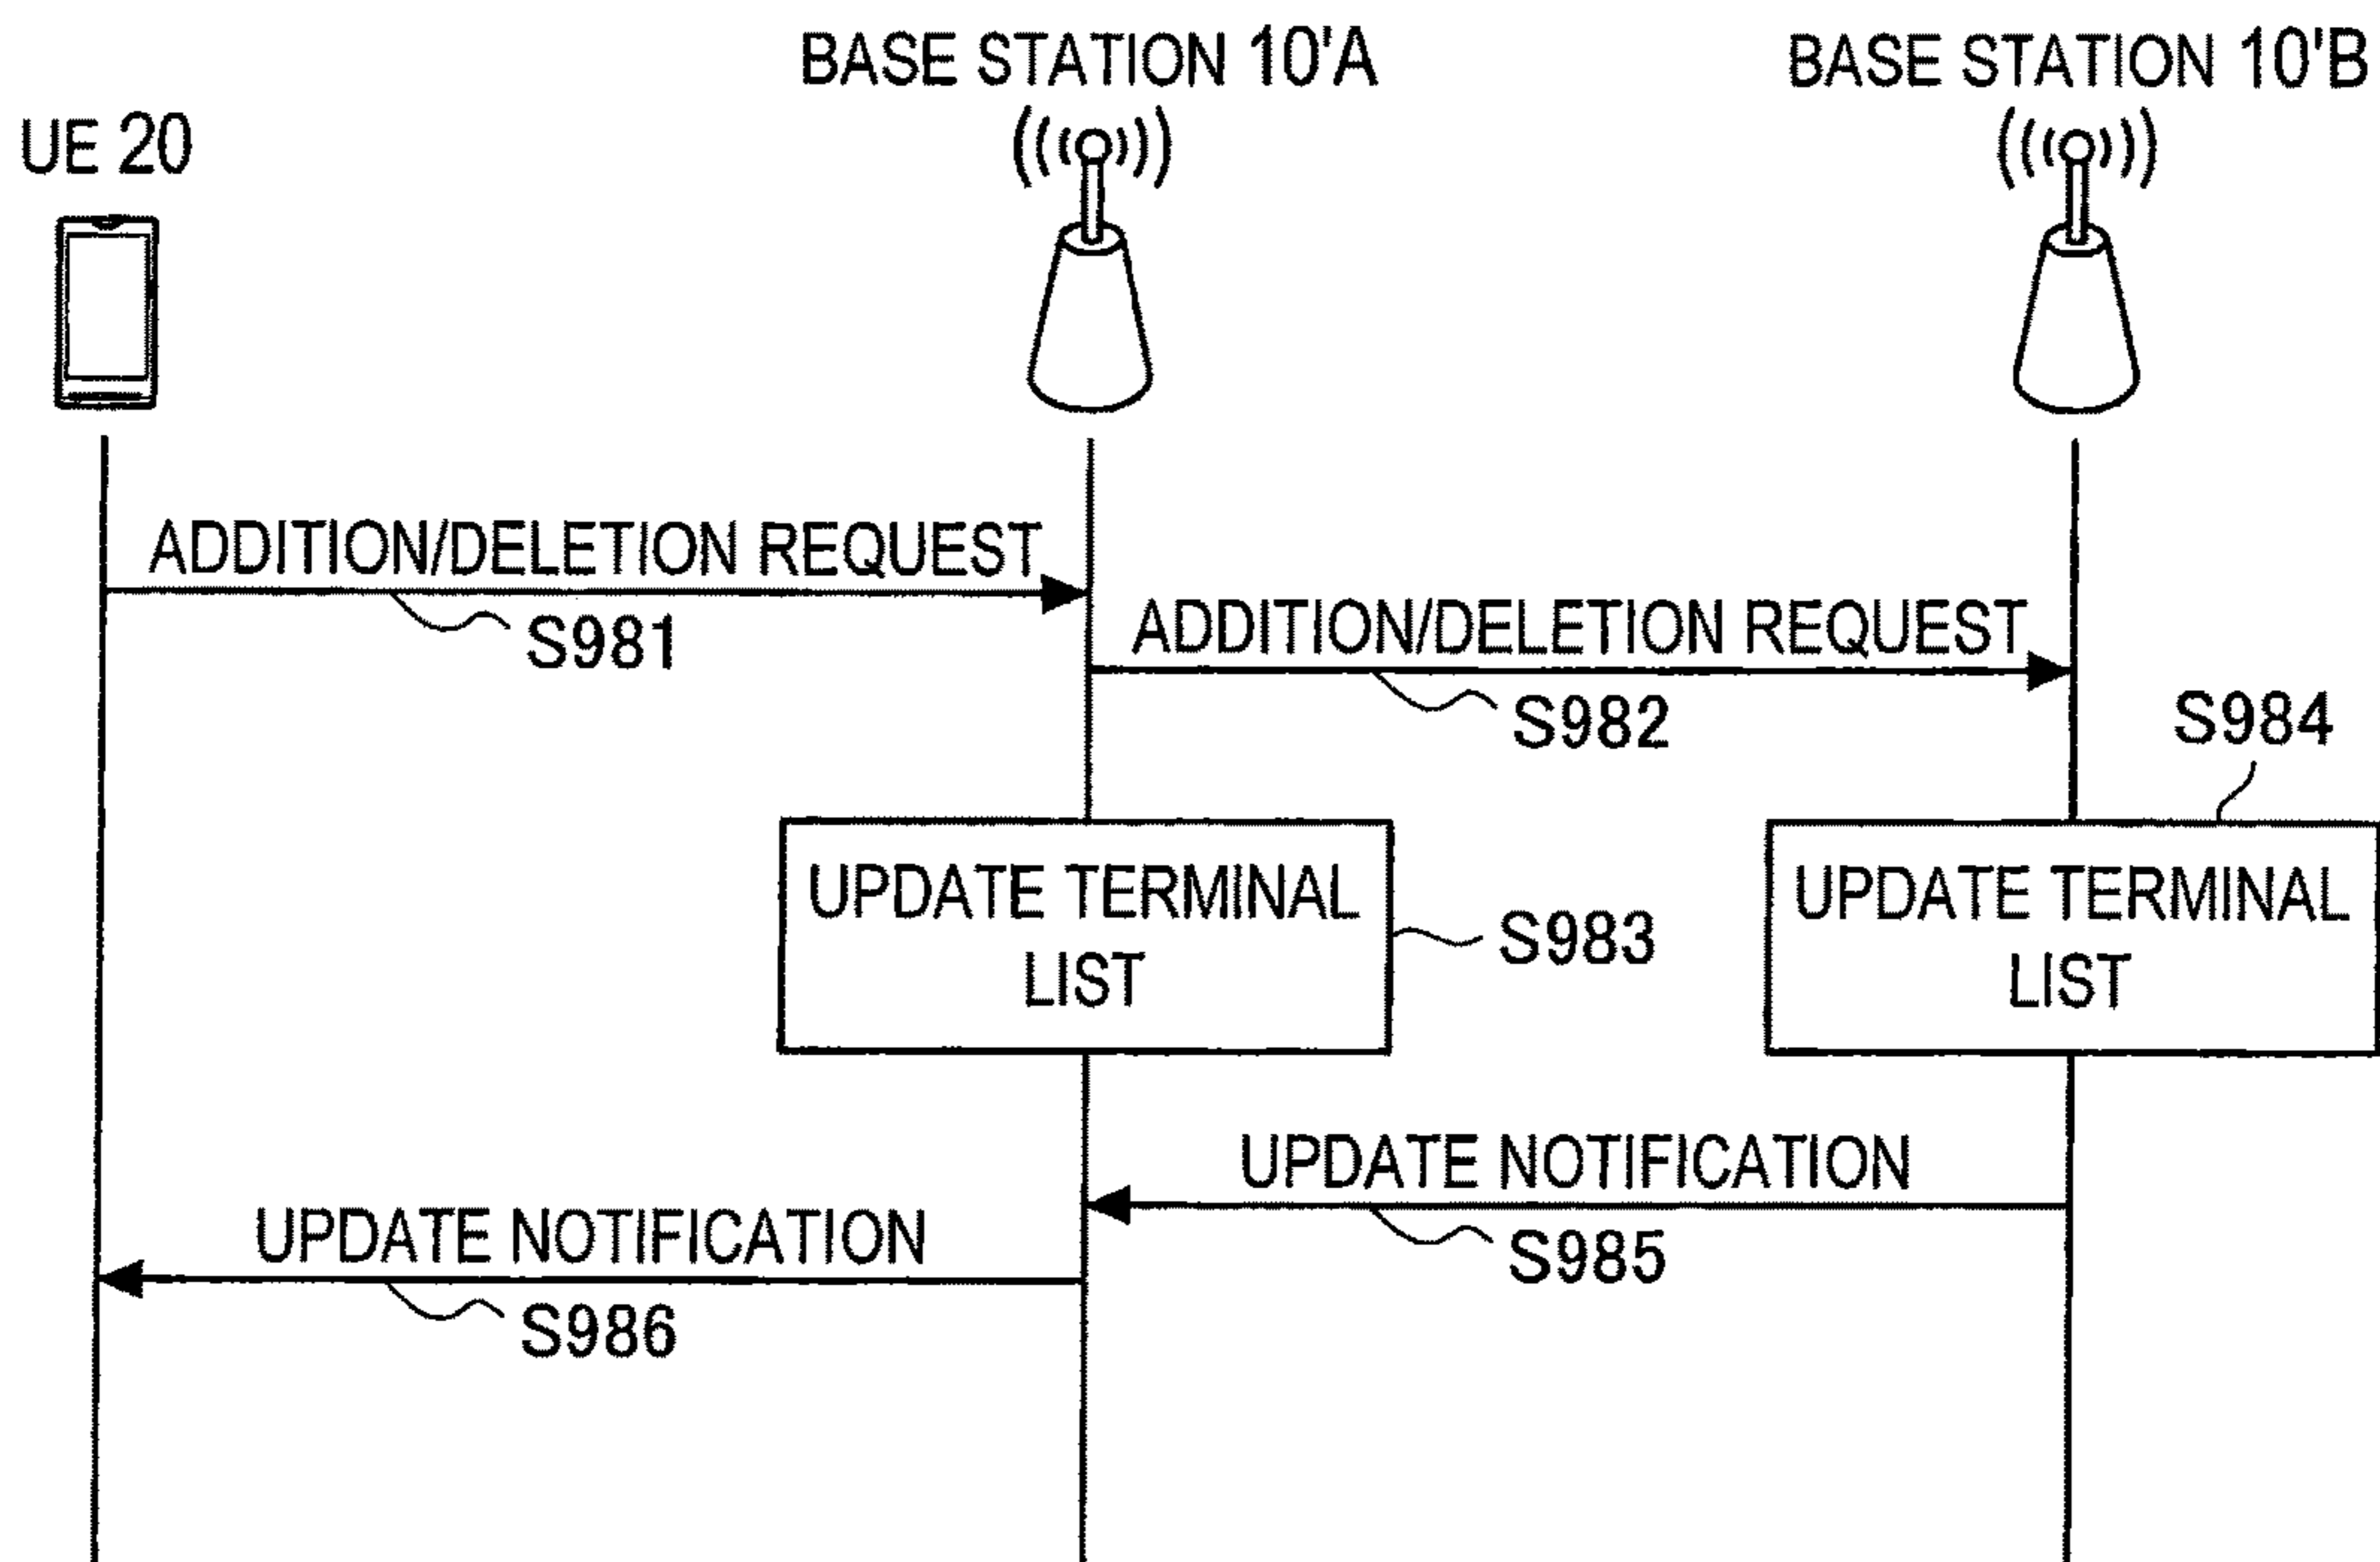 BASE STATION 10'A
BASE STATION 10'B
UE 20
ADDITION/DELETION REQUEST
S981
ADDITION/DELETION REQUEST
S982
S984
UPDATE TERMINAL
LIST
S983
UPDATE TERMINAL
LIST
UPDATE NOTIFICATION
S985
UPDATE NOTIFICATION
S986